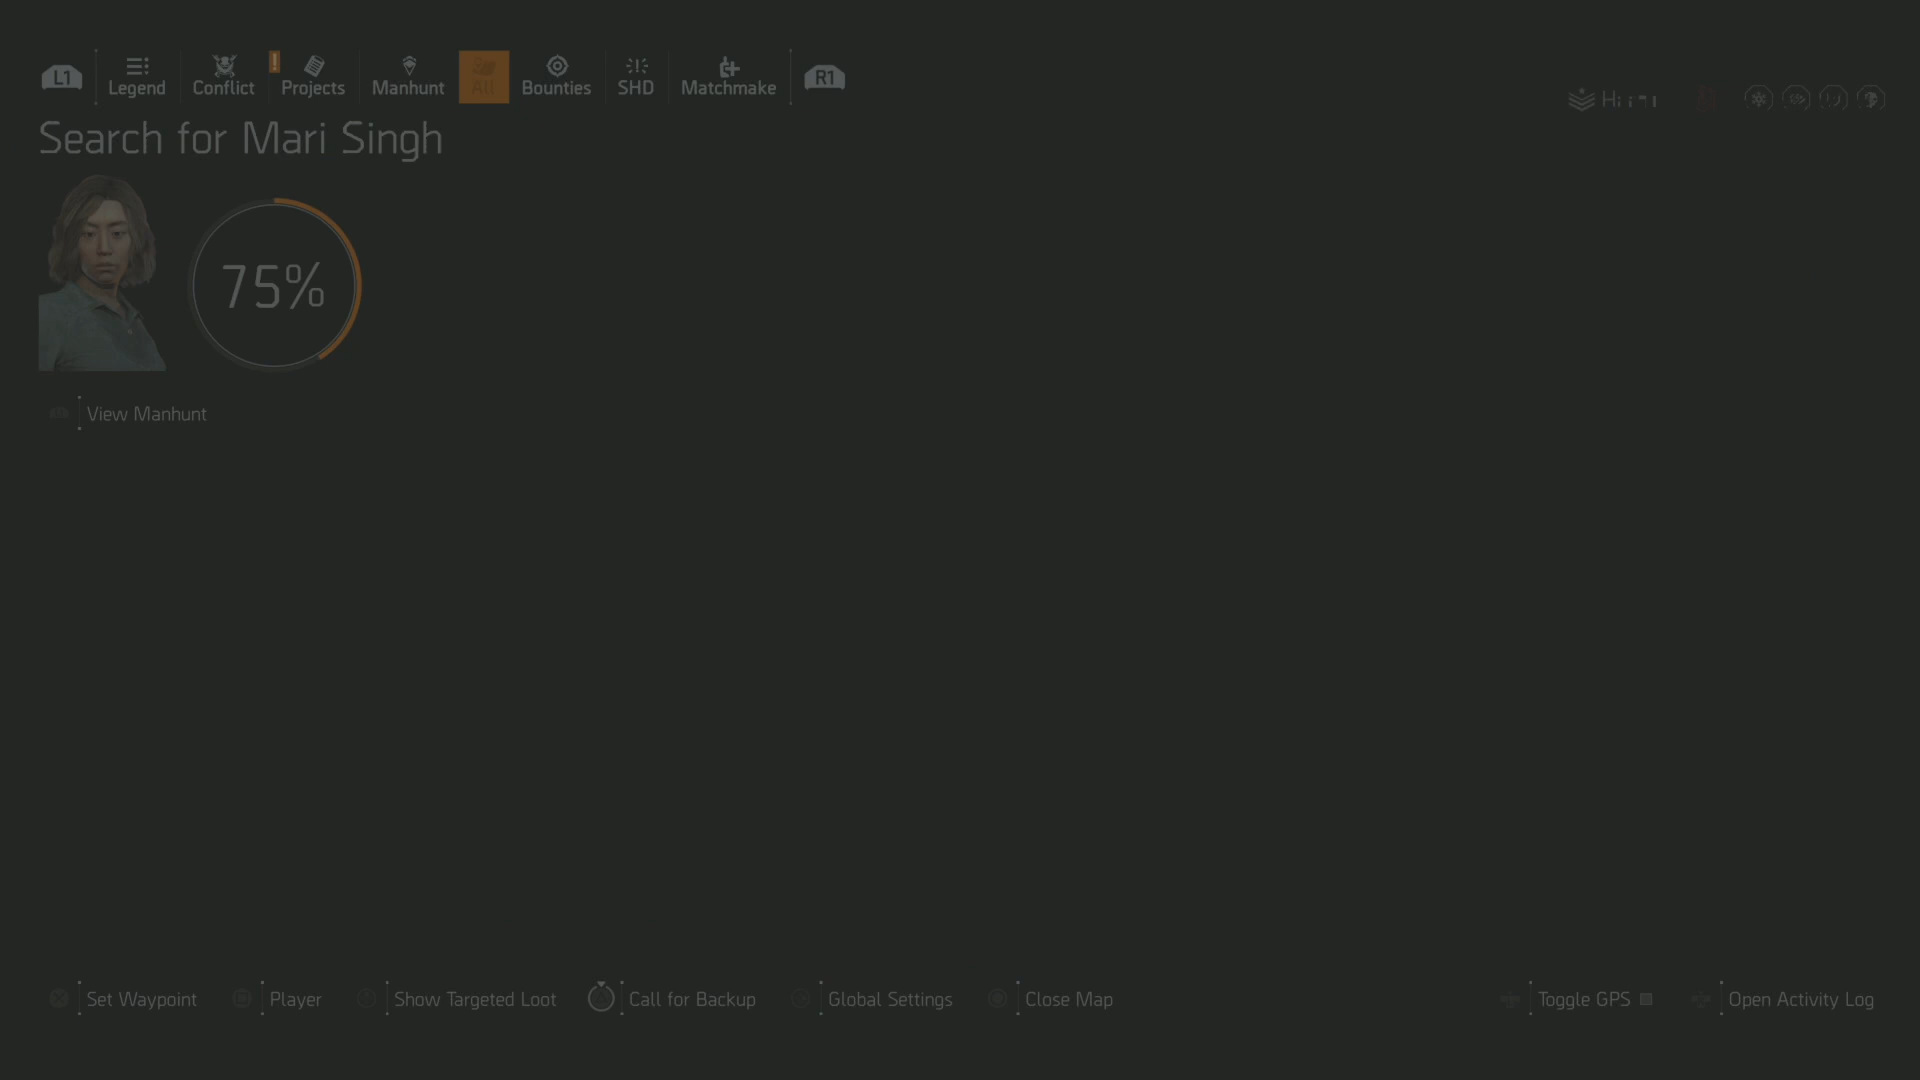 L1 Legend Conflict ! Projects Manhunt All Bounties SHD Matchmake R1
Search for Mari Singh
75%
View Manhunt
Set Waypoint Player Show Targeted Loot Call for Backup Global Settings Close Map Toggle GPS Open Activity Log